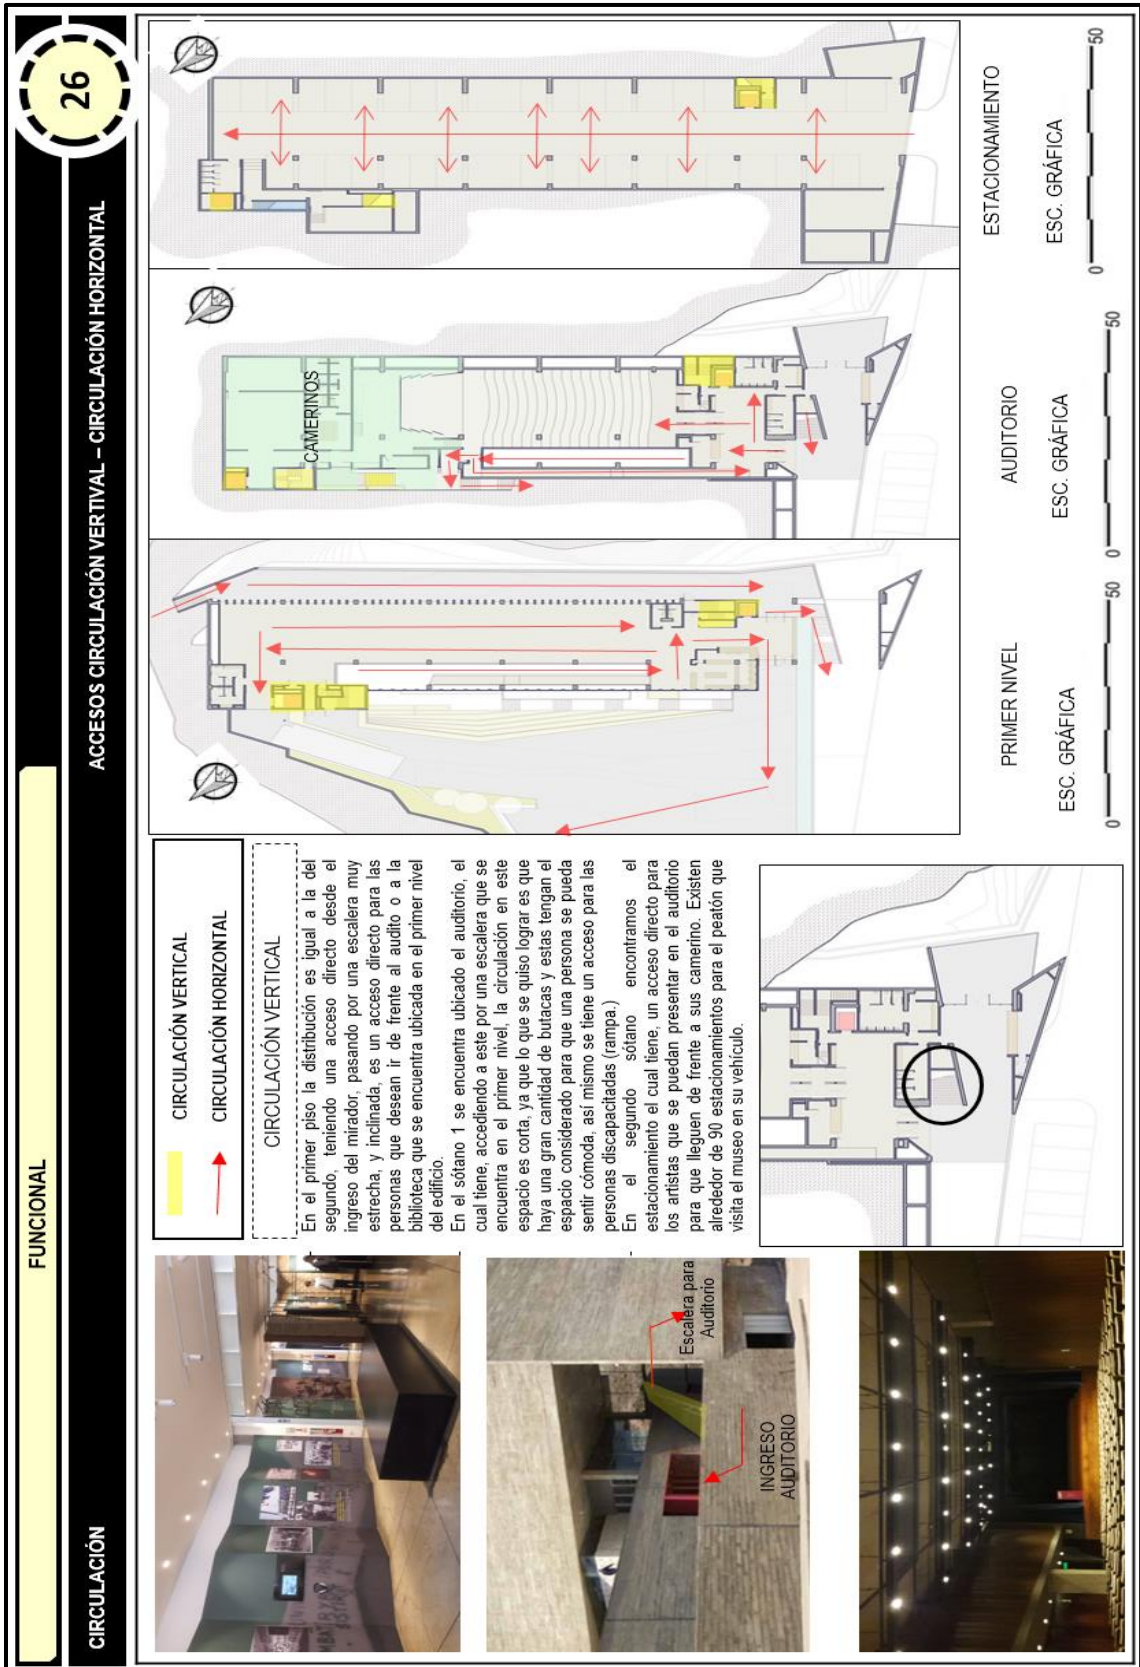 FUNCIONAL
26
CIRCULACIÓN
ACCESOS CIRCULACIÓN VERTIVAL – CIRCULACIÓN HORIZONTAL
Escalera para
Auditorio
INGRESO
AUDITORIO
CIRCULACIÓN VERTICAL
CIRCULACIÓN HORIZONTAL
CIRCULACIÓN VERTICAL
En el primer piso la distribución es igual a la del
segundo, teniendo una acceso directo desde el
ingreso del mirador, pasando por una escalera muy
estrecha, y inclinada, es un acceso directo para las
personas que desean ir de frente al audito o a la
biblioteca que se encuentra ubicada en el primer nivel
del edificio.
En el sótano 1 se encuentra ubicado el auditorio, el
cual tiene, accediendo a este por una escalera que se
encuentra en el primer nivel, la circulación en este
espacio es corta, ya que lo que se quiso lograr es que
haya una gran cantidad de butacas y estas tengan el
espacio considerado para que una persona se pueda
sentir cómoda, así mismo se tiene un acceso para las
personas discapacitadas (rampa.)
En el segundo sótano encontramos el
estacionamiento el cual tiene, un acceso directo para
los artistas que se puedan presentar en el auditorio
para que lleguen de frente a sus camerino. Existen
alrededor de 90 estacionamientos para el peatón que
visita el museo en su vehículo.
PRIMER NIVEL
ESC. GRÁFICA
0 50
CAMERINOS
AUDITORIO
ESC. GRÁFICA
0 50
ESTACIONAMIENTO
ESC. GRÁFICA
0 50